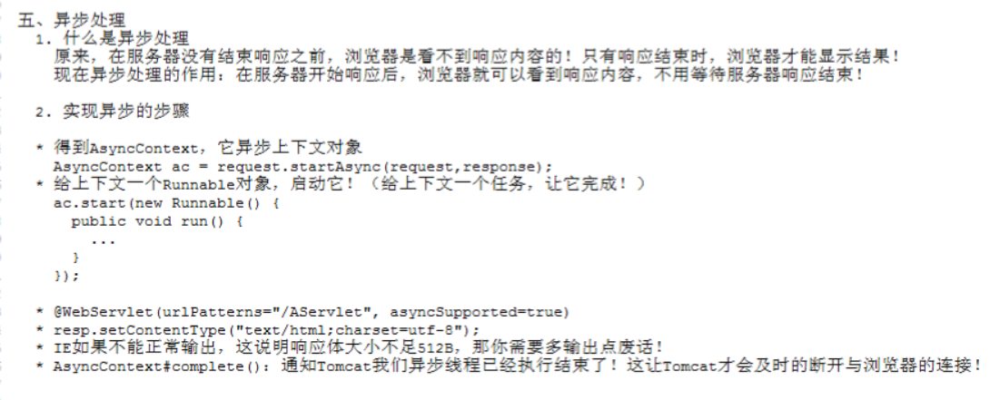 五、异步处理
1. 什么是异步处理
原来，在服务器没有结束响应之前，浏览器是看不到响应内容的！只有响应结束时，浏览器才能显示结果！
现在异步处理的作用：在服务器开始响应后，浏览器就可以看到响应内容，不用等待服务器响应结束！
2. 实现异步的步骤
* 得到AsyncContext，它异步上下文对象
AsyncContext ac = request.startAsync(request,response);
* 给上下文一个Runnable对象，启动它！（给上下文一个任务，让它完成！）
ac.start(new Runnable() {
public void run() {
...
}
});
* @WebServlet(urlPatterns="/AServlet", asyncSupported=true)
* resp.setContentType("text/html;charset=utf-8");
* IE如果不能正常输出，这说明响应体大小不足512B，那你需要多输出点废话！
* AsyncContext#complete()：通知Tomcat我们异步线程已经执行结束了！这让Tomcat才会及时的断开与浏览器的连接！